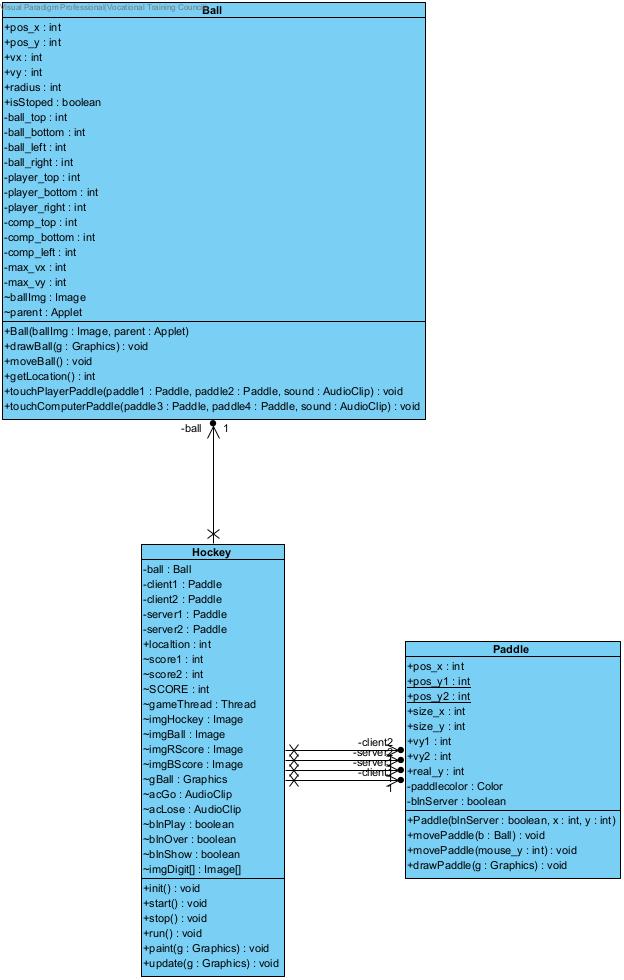 Visual Paradigm Professional(Vocational Training Council)
Ball
+pos_x : int
+pos_y : int
+vx : int
+vy : int
+radius : int
+isStoped : boolean
-ball_top : int
-ball_bottom : int
-ball_left : int
-ball_right : int
-player_top : int
-player_bottom : int
-player_right : int
-comp_top : int
-comp_bottom : int
-comp_left : int
-max_vx : int
-max_vy : int
~ballImg : Image
~parent : Applet
+Ball(ballImg : Image, parent : Applet)
+drawBall(g : Graphics) : void
+moveBall() : void
+getLocation() : int
+touchPlayerPaddle(paddle1 : Paddle, paddle2 : Paddle, sound : AudioClip) : void
+touchComputerPaddle(paddle3 : Paddle, paddle4 : Paddle, sound : AudioClip) : void
-ball 1
Hockey
-ball : Ball
-client1 : Paddle
-client2 : Paddle
-server1 : Paddle
-server2 : Paddle
+localtion : int
~score1 : int
~score2 : int
~SCORE : int
~gameThread : Thread
~imgHockey : Image
~imgBall : Image
~imgRScore : Image
~imgBScore : Image
~gBall : Graphics
~acGo : AudioClip
~acLose : AudioClip
~blnPlay : boolean
~blnOver : boolean
~blnShow : boolean
~imgDigit[] : Image[]
+init() : void
+start() : void
+stop() : void
+run() : void
+paint(g : Graphics) : void
+update(g : Graphics) : void
-client2
Paddle
+pos_x : int
+pos_y1 : int
+pos_y2 : int
+size_x : int
+size_y : int
+vy1 : int
+vy2 : int
+real_y : int
-paddlecolor : Color
-blnServer : boolean
+Paddle(blnServer : boolean, x : int, y : int)
+movePaddle(b : Ball) : void
+movePaddle(mouse_y : int) : void
+drawPaddle(g : Graphics) : void